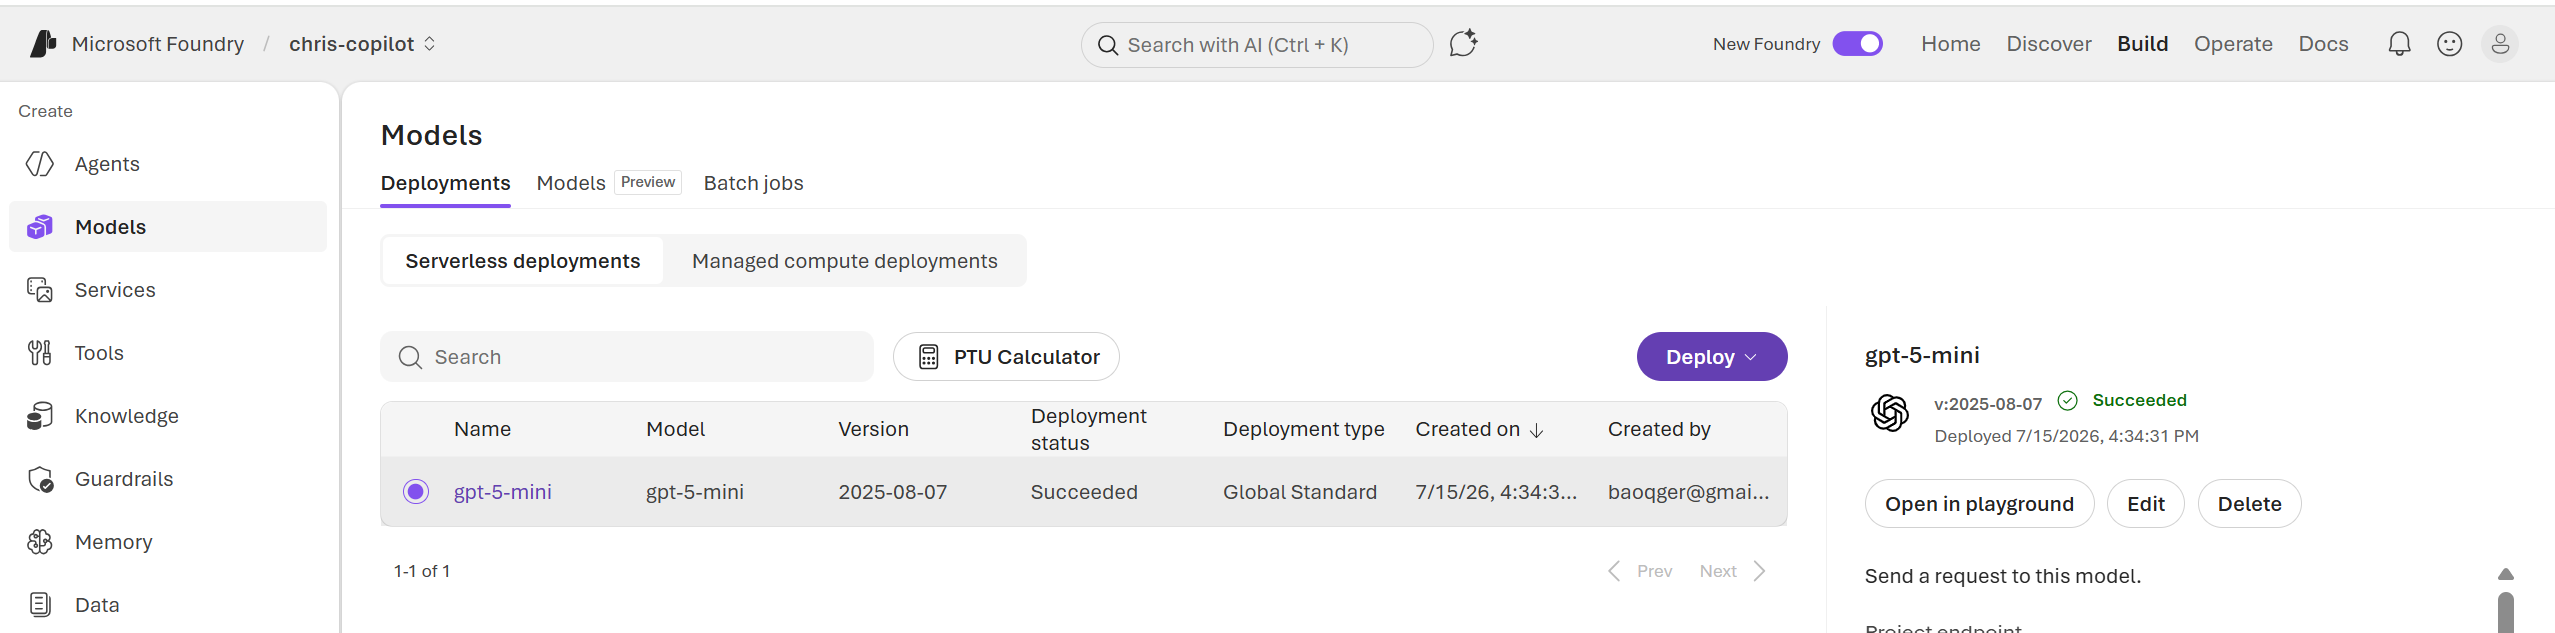 Microsoft Foundry / chris-copilot
Search with AI (Ctrl + K)
New Foundry
Home
Discover
Build
Operate
Docs
Create
Agents
Models
Services
Tools
Knowledge
Guardrails
Memory
Data
Models
Deployments
Models Preview
Batch jobs
Serverless deployments
Managed compute deployments
Search
PTU Calculator
Deploy
Name Model Version Deployment status Deployment type Created on Created by
gpt-5-mini gpt-5-mini 2025-08-07 Succeeded Global Standard 7/15/26, 4:34:3... baoqger@gmai...
1-1 of 1
Prev
Next
gpt-5-mini
v:2025-08-07 Succeeded
Deployed 7/15/2026, 4:34:31 PM
Open in playground
Edit
Delete
Send a request to this model.
Project endpoint